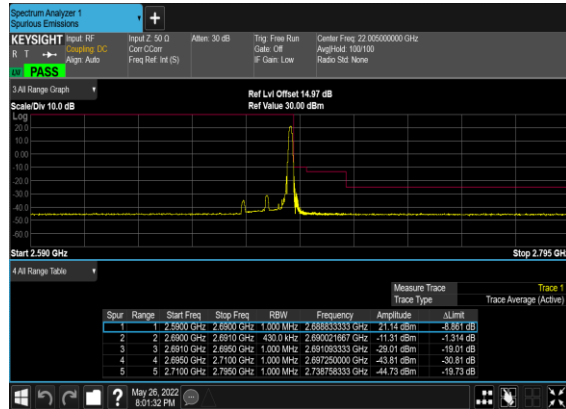 Spectrum Analyzer 1
Spurious Emissions
+
KEYSIGHT
R T
Input: RF
Coupling: DC
Align: Auto
Input Z: 50 Ω
Corr CCorr
Freq Ref: Int (S)
Atten: 30 dB
Trig: Free Run
Gate: Off
IF Gain: Low
Center Freq: 22.005000000 GHz
Avg|Hold: 100/100
Radio Std: None
PASS
3 All Range Graph
Scale/Div 10.0 dB
Ref Lvl Offset 14.97 dB
Ref Value 30.00 dBm
Log
20.0
10.0
0.00
-10.0
-20.0
-30.0
-40.0
-50.0
-60.0
Start 2.590 GHz
Stop 2.795 GH
4 All Range Table
Measure Trace Trace 1
Trace Type Trace Average (Active)
Spur Range Start Freq Stop Freq RBW Frequency Amplitude ΔLimit
1 1 2.5900 GHz 2.6900 GHz 1.000 MHz 2.688833333 GHz 21.14 dBm -8.861 dB
2 2 2.6900 GHz 2.6910 GHz 430.0 kHz 2.690021667 GHz -11.31 dBm -1.314 dB
3 3 2.6910 GHz 2.6950 GHz 1.000 MHz 2.691093333 GHz -29.01 dBm -19.01 dB
4 4 2.6950 GHz 2.7100 GHz 1.000 MHz 2.697250000 GHz -43.81 dBm -30.81 dB
5 5 2.7100 GHz 2.7950 GHz 1.000 MHz 2.738758333 GHz -44.73 dBm -19.73 dB
?
May 26, 2022
8:01:32 PM